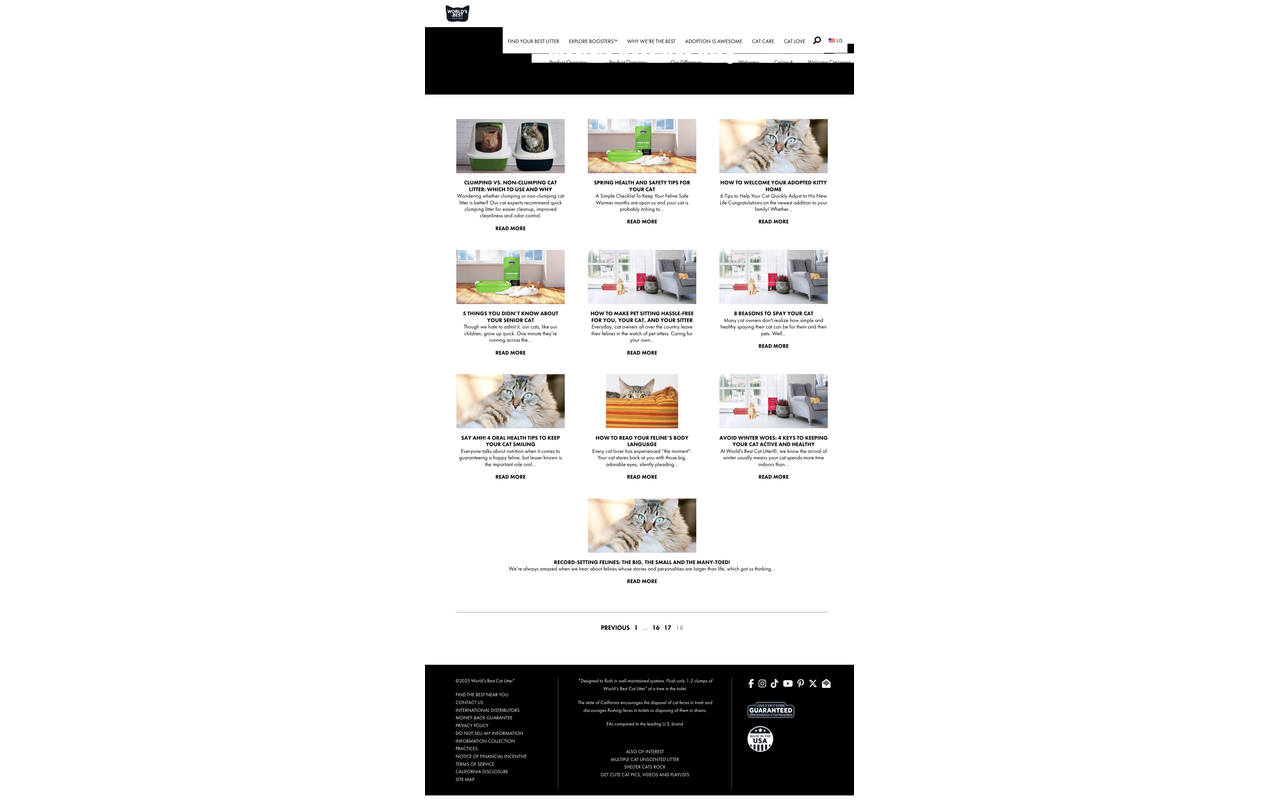 WORLD'S
BEST
FIND YOUR BEST LITTER EXPLORE BOOSTERS™ WHY WE'RE THE BEST ADOPTION IS AWESOME CAT CARE CAT LOVE US
CLUMPING VS. NON-CLUMPING CAT
LITTER: WHICH TO USE AND WHY
Wondering whether clumping or non-clumping cat
litter is better? Our cat experts recommend quick
clumping litter for easier cleanup, improved
cleanliness and odor control.
READ MORE
SPRING HEALTH AND SAFETY TIPS FOR
YOUR CAT
A Simple Checklist To Keep Your Feline Safe
Warmer months are upon us and your cat is
probably itching to...
READ MORE
HOW TO WELCOME YOUR ADOPTED KITTY
HOME
6 Tips to Help Your Cat Quickly Adjust to His New
Life Congratulations on the newest addition to your
family! Whether...
READ MORE
5 THINGS YOU DIDN'T KNOW ABOUT
YOUR SENIOR CAT
Though we hate to admit it, our cats, like our
children, grow up quick. One minute they're
running across the...
READ MORE
HOW TO MAKE PET SITTING HASSLE-FREE
FOR YOU, YOUR CAT, AND YOUR SITTER
Everyday, cat owners all over the country leave
their felines in the watch of pet sitters. Caring for
your own...
READ MORE
8 REASONS TO SPAY YOUR CAT
Many cat owners don't realize how simple and
healthy spaying their cat can be for them and their
pets. Well...
READ MORE
SAY AHH! 4 ORAL HEALTH TIPS TO KEEP
YOUR CAT SMILING
Everyone talks about nutrition when it comes to
guaranteeing a happy feline, but lesser known is
the important role oral...
READ MORE
HOW TO READ YOUR FELINE'S BODY
LANGUAGE
Every cat lover has experienced "the moment":
Your cat stares back at you with those big,
adorable eyes, silently pleading...
READ MORE
AVOID WINTER WOES: 4 KEYS TO KEEPING
YOUR CAT ACTIVE AND HEALTHY
At World's Best Cat Litter®, we know the arrival of
winter usually means your cat spends more time
indoors than...
READ MORE
RECORD-SETTING FELINES: THE BIG, THE SMALL AND THE MANY-TOED!
We're always amazed when we hear about felines whose stories and personalities are larger than life, which got us thinking...
READ MORE
PREVIOUS 1 ... 16 17 18
©2025 World's Best Cat Litter®
FIND THE BEST NEAR YOU
CONTACT US
INTERNATIONAL DISTRIBUTORS
MONEY-BACK GUARANTEE
PRIVACY POLICY
DO NOT SELL MY INFORMATION
INFORMATION COLLECTION
PRACTICES
NOTICE OF FINANCIAL INCENTIVE
TERMS OF SERVICE
CALIFORNIA DISCLOSURE
SITE MAP
*Designed to flush in well-maintained systems. Flush only 1-2 clumps of
World's Best Cat Litter™ at a time in the toilet.
The state of California encourages the disposal of cat feces in trash and
discourages flushing feces in toilets or disposing of them in drains.
‡As compared to the leading U.S. brand.
ALSO OF INTEREST
MULTIPLE CAT UNSCENTED LITTER
SHELTER CATS ROCK
GET CUTE CAT PICS, VIDEOS AND PLAYLISTS
GUARANTEED
MADE IN THE
USA